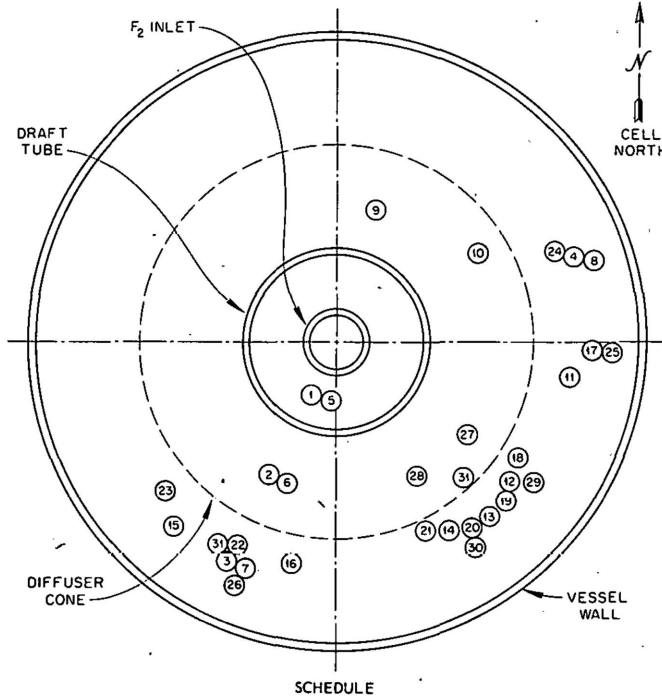 F2 INLET
DRAFT
TUBE
N
CELL
NORTH
9
10
24 4 8
17 25
11
1 5
27
18
2 6
28 31 12 29
23
19
13
15
21 14 20
30
31 22
3 7
16
26
DIFFUSER
CONE
VESSEL
WALL
SCHEDULE